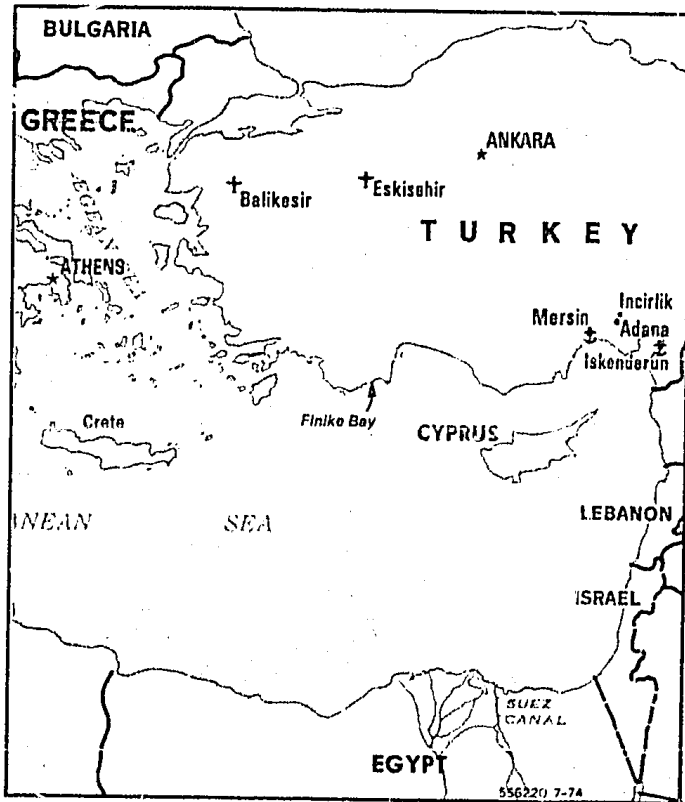 BULGARIA
GREECE
ANKARA
Balikesir
Eskisehir
AEGEAN SEA
TURKEY
ATHENS
Incirlik
Mersin
Adana
Iskenderun
Crete
Finike Bay
CYPRUS
ANEAN SEA
LEBANON
ISRAEL
SUEZ
CANAL
EGYPT
556220 7-74